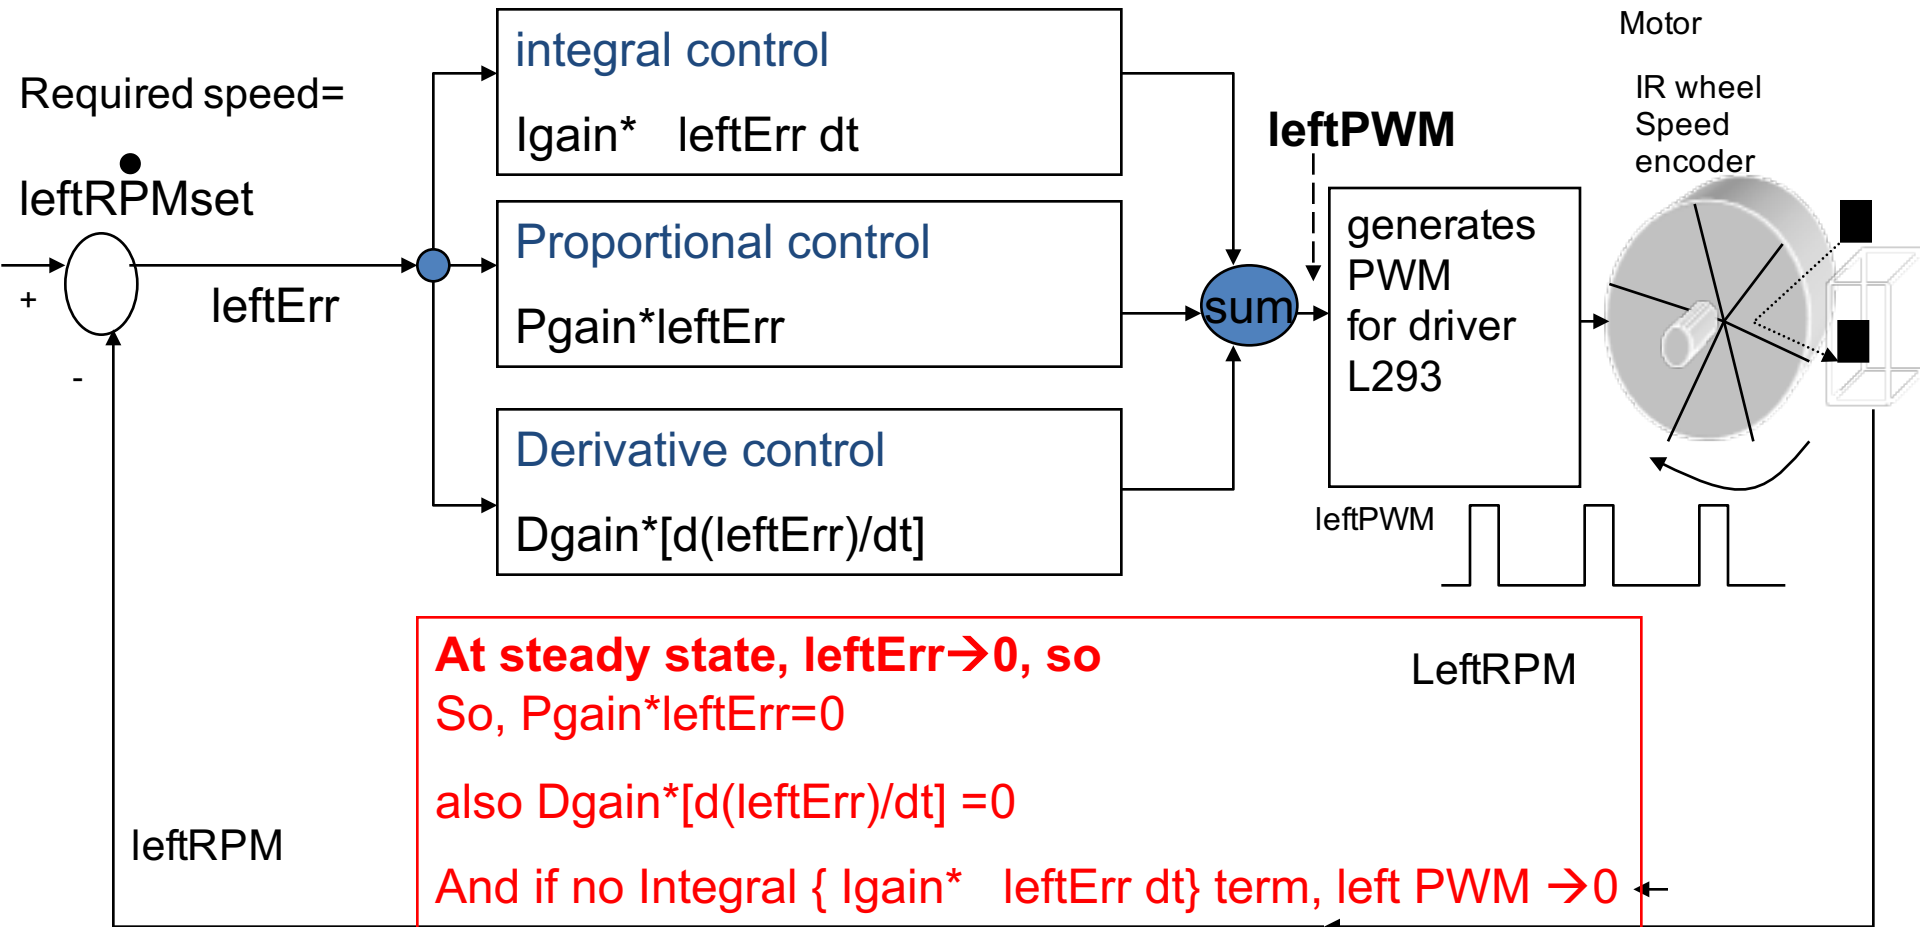 Required speed=
leftRPMset
+
-
leftErr
integral control
Igain*   leftErr dt
Proportional control
Pgain*leftErr
Derivative control
Dgain*[d(leftErr)/dt]
sum
leftPWM
generates
PWM
for driver
L293
Motor
IR wheel
Speed
encoder
leftPWM
At steady state, leftErr→0, so
So, Pgain*leftErr=0
also Dgain*[d(leftErr)/dt] =0
And if no Integral { Igain*   leftErr dt} term, left PWM →0
LeftRPM
leftRPM